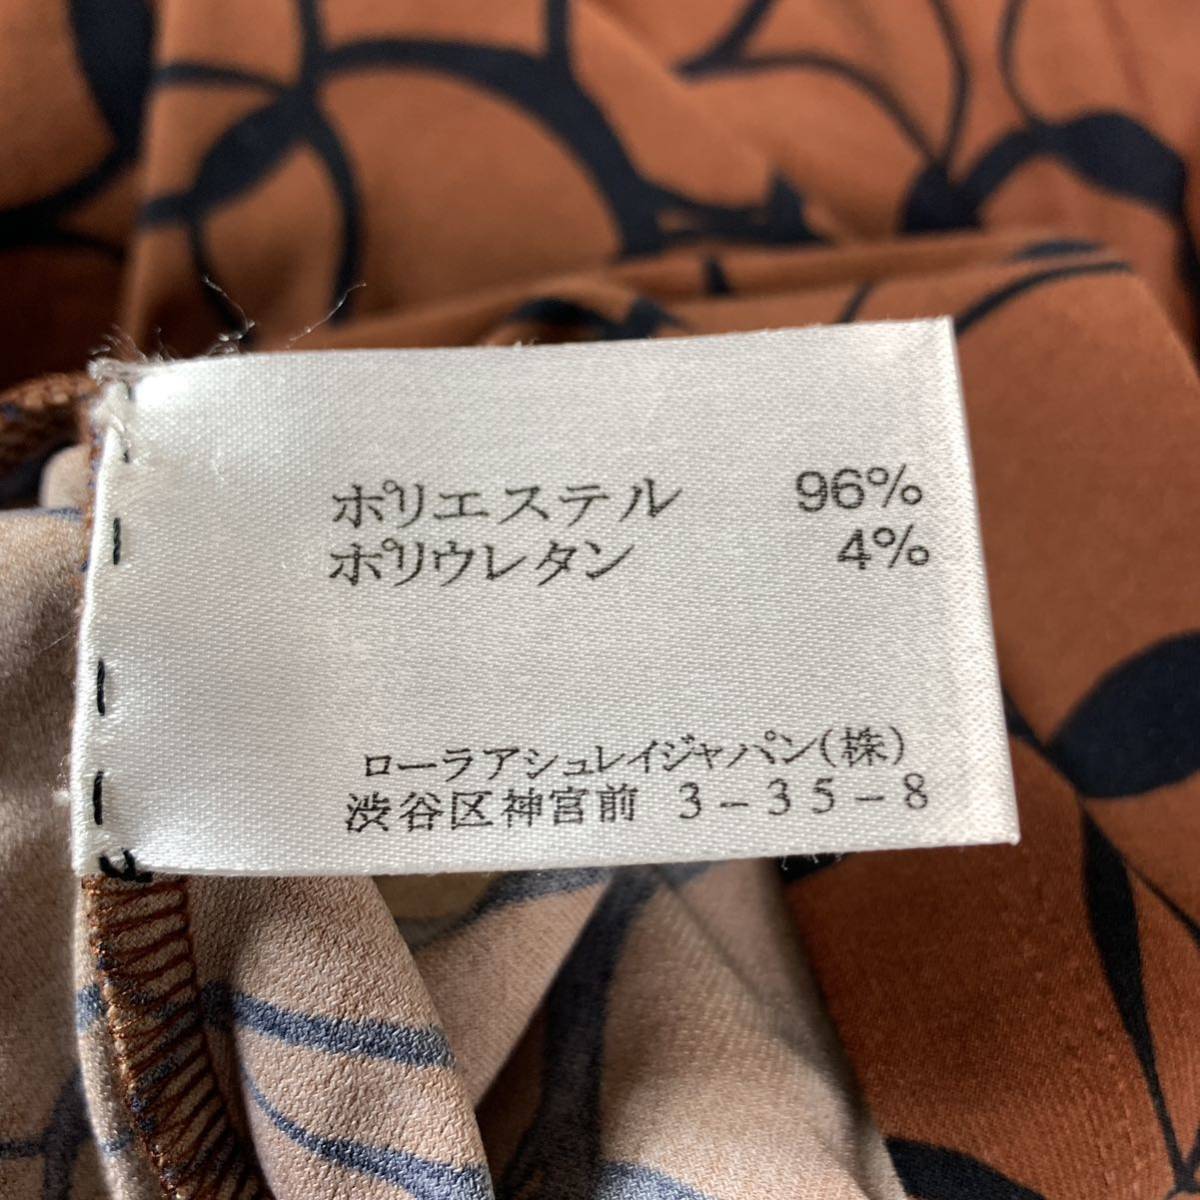 ポリエステル 96%
ポリウレタン 4%
ローラアシュレイジャパン(株)
渋谷区神宮前 3-35-8